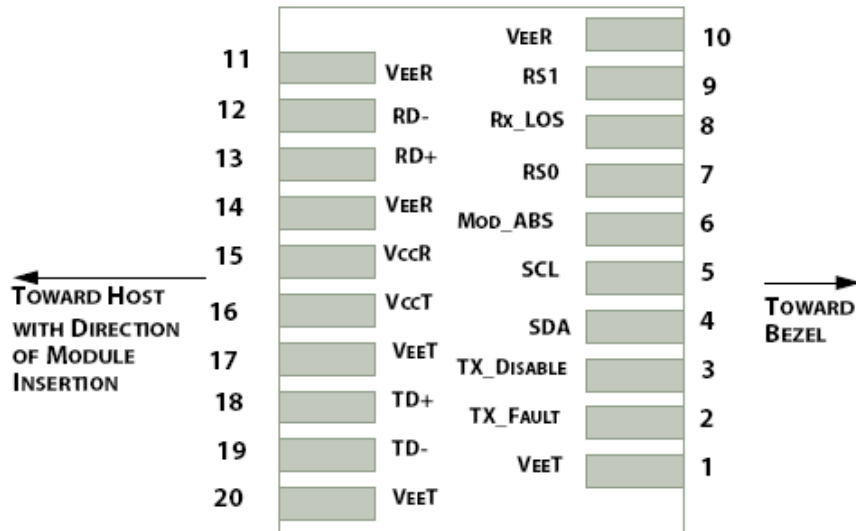 11 VEER
12 RD-
13 RD+
14 VEER
15 VccR
16 VccT
17 VEET
18 TD+
19 TD-
20 VEET
VEER 10
RS1 9
Rx_LOS 8
RS0 7
MOD_ABS 6
SCL 5
SDA 4
TX_DISABLE 3
TX_FAULT 2
VEET 1
TOWARD HOST
WITH DIRECTION
OF MODULE
INSERTION
TOWARD
BEZEL